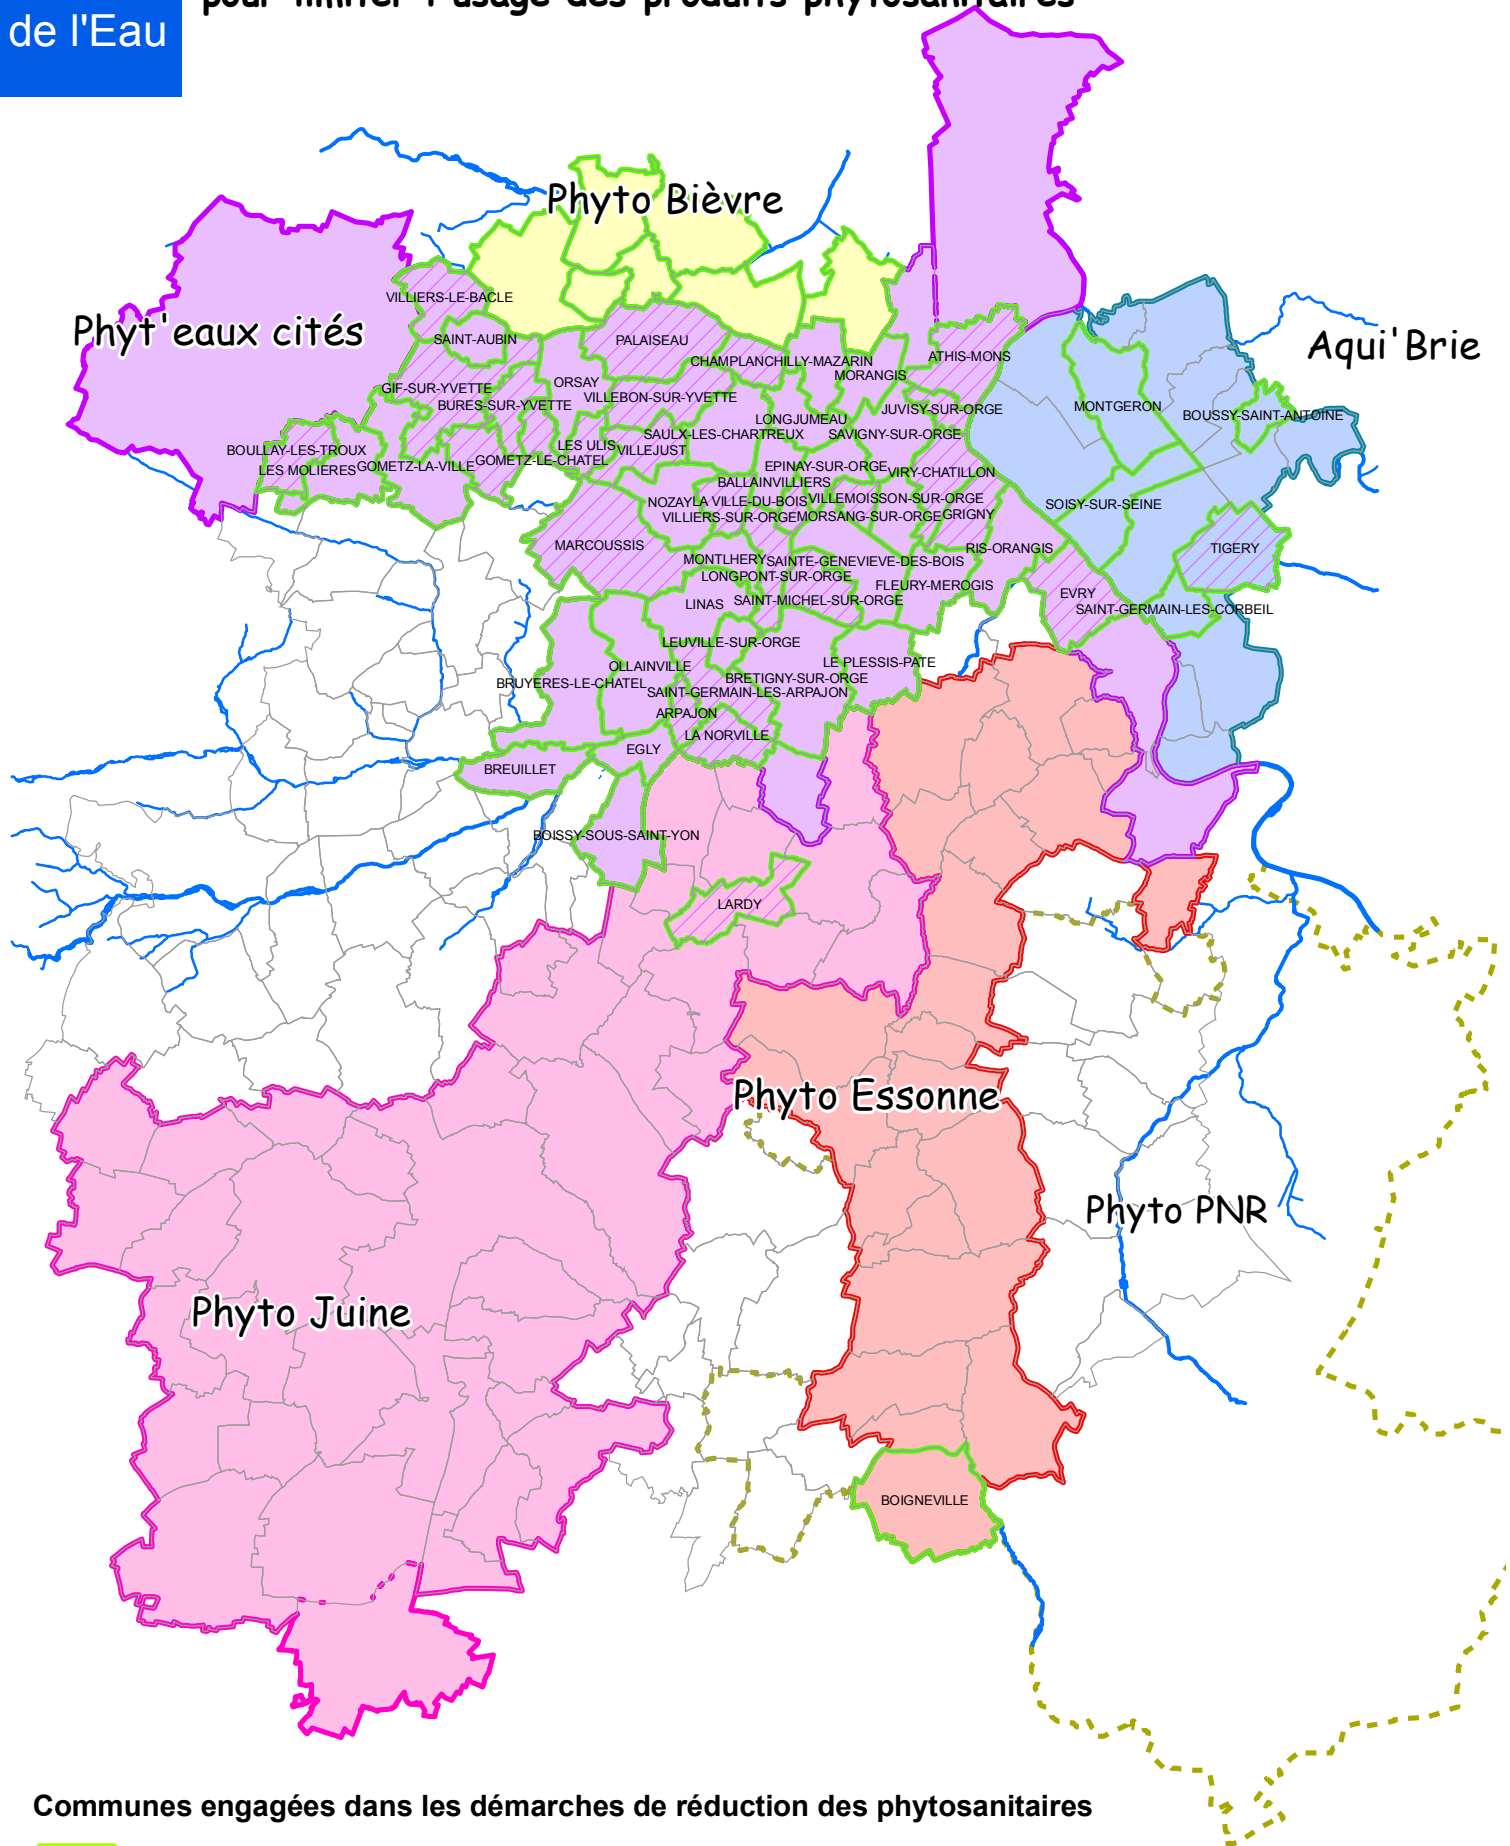 pour limiter l'usage des produits phytosanitaires
de l'Eau
Phyto Bièvre
VILLIERS-LE-BACLE
Phyt'eaux cités
SAINT-AUBIN
PALAISEAU
Aqui'Brie
ATHIS-MONS
CHAMPLAN
CHILLY-MAZARIN
MORANGIS
ORSAY
GIF-SUR-YVETTE
VILLEBON-SUR-YVETTE
BURES-SUR-YVETTE
JUVISY-SUR-ORGE
MONTGERON
BOUSSY-SAINT-ANTOINE
LONGJUMEAU
SAULX-LES-CHARTREUX
SAVIGNY-SUR-ORGE
LES ULIS
VILLEJUST
BOULLAY-LES-TROUX
GOMETZ-LE-CHATEL
LES MOLIERES
GOMETZ-LA-VILLE
EPINAY-SUR-ORGE
VIRY-CHATILLON
BALLAINVILLIERS
NOZAY
LA VILLE-DU-BOIS
VILLEMOISSON-SUR-ORGE
SOISY-SUR-SEINE
VILLIERS-SUR-ORGE
MORSANG-SUR-ORGE
GRIGNY
MARCOUSSIS
RIS-ORANGIS
TIGERY
MONTLHERY
SAINTE-GENEVIEVE-DES-BOIS
LONGPONT-SUR-ORGE
FLEURY-MEROGIS
EVRY
LINAS
SAINT-MICHEL-SUR-ORGE
SAINT-GERMAIN-LES-CORBEIL
LEUVILLE-SUR-ORGE
OLLAINVILLE
LE PLESSIS-PATE
BRETIGNY-SUR-ORGE
BRUYERES-LE-CHATEL
SAINT-GERMAIN-LES-ARPAJON
ARPAJON
LA NORVILLE
EGLY
BREUILLET
BOISSY-SOUS-SAINT-YON
LARDY
Phyto Essonne
Phyto PNR
Phyto Juine
BOIGNEVILLE
Communes engagées dans les démarches de réduction des phytosanitaires